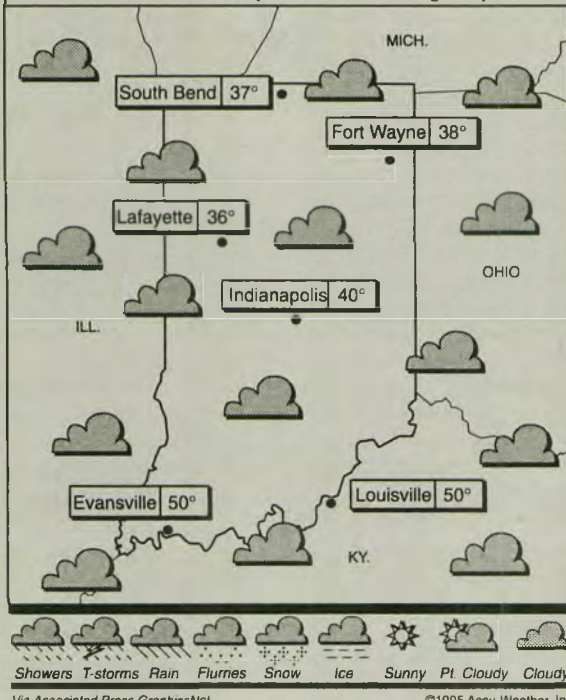 MICH.
South Bend 37°
Fort Wayne 38°
Lafayette 36°
OHIO
Indianapolis 40°
ILL.
Evansville 50°
Louisville 50°
KY.
Showers T-storms Rain Flurries Snow Ice Sunny Pt. Cloudy Cloudy
Via Associated Press GraphicsNet ©1995 Accu-Weather, In